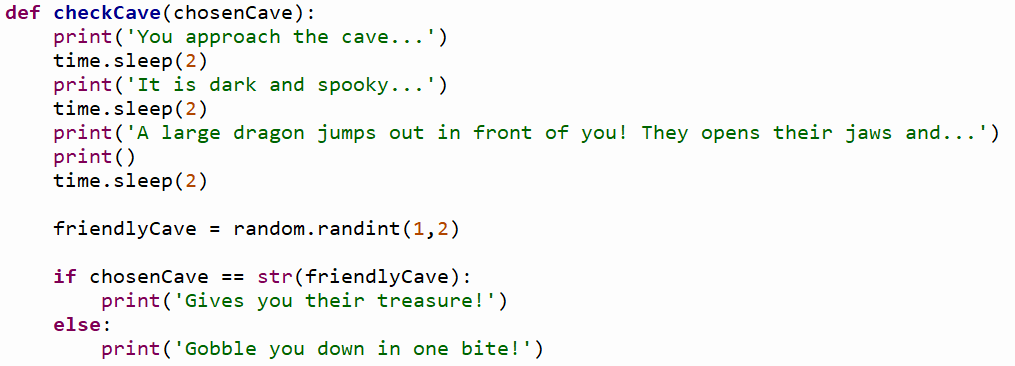 def checkCave(chosenCave):
    print('You approach the cave...')
    time.sleep(2)
    print('It is dark and spooky...')
    time.sleep(2)
    print('A large dragon jumps out in front of you! They opens their jaws and...')
    print()
    time.sleep(2)

    friendlyCave = random.randint(1,2)

    if chosenCave == str(friendlyCave):
        print('Gives you their treasure!')
    else:
        print('Gobble you down in one bite!')